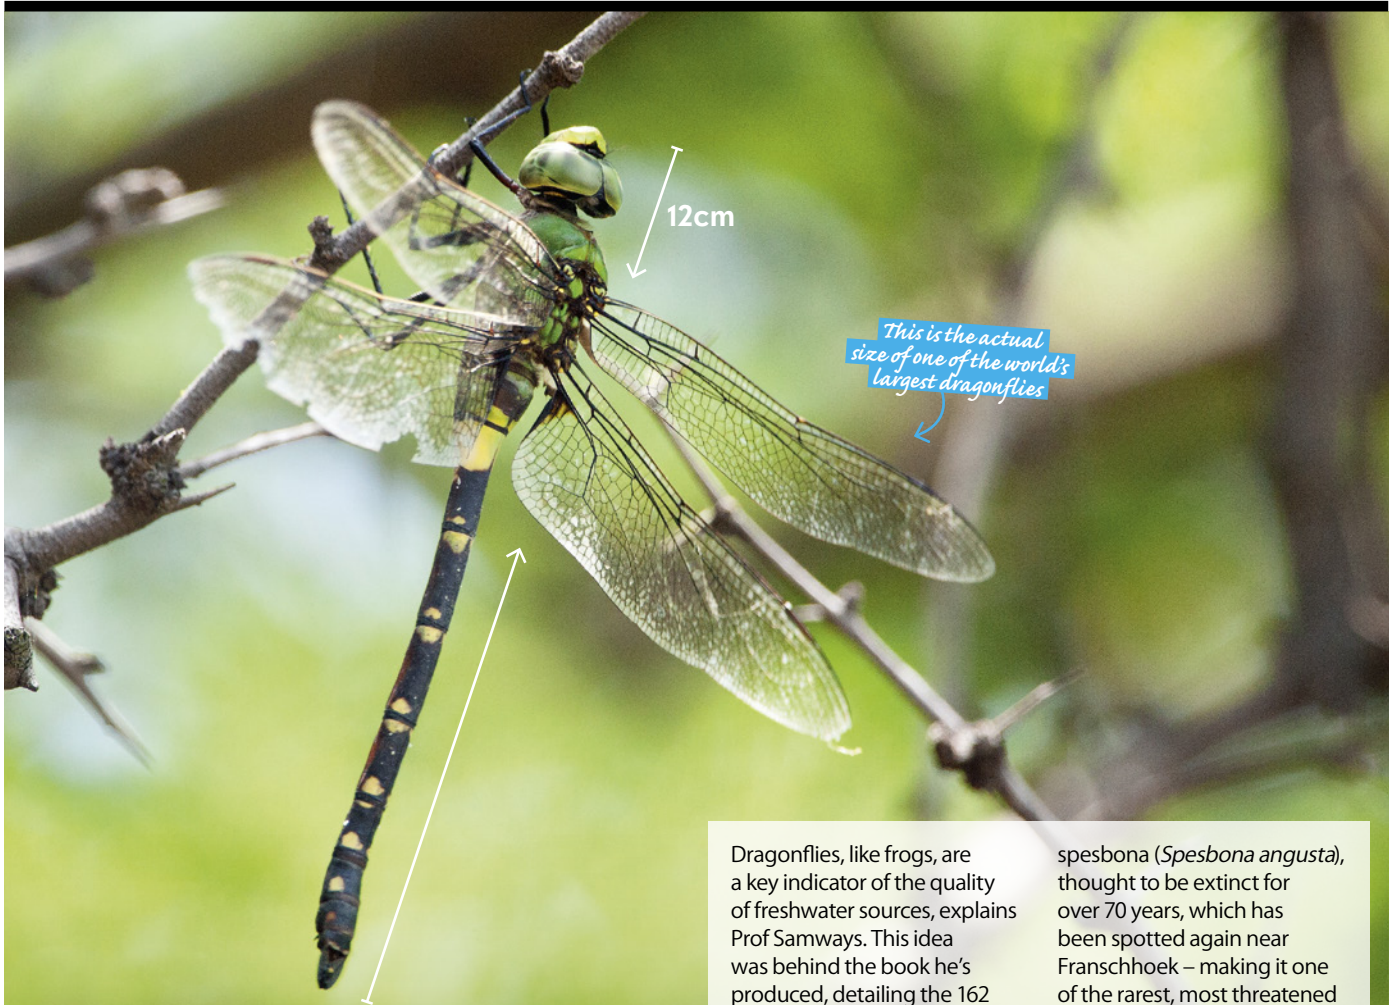 12cm
This is the actual
size of one of the world's
largest dragonflies
Dragonflies, like frogs, are
a key indicator of the quality
of freshwater sources, explains
Prof Samways. This idea
was behind the book he's
produced, detailing the 162
spesbona (Spesbona angusta),
thought to be extinct for
over 70 years, which has
been spotted again near
Franschhoek – making it one
of the rarest, most threatened